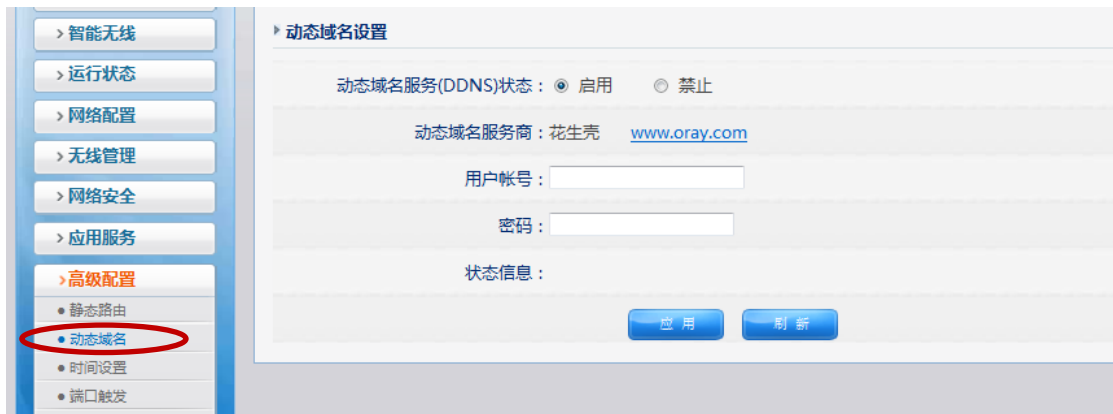 智能无线
运行状态
网络配置
无线管理
网络安全
应用服务
高级配置
静态路由
动态域名
时间设置
端口触发
动态域名设置
动态域名服务(DDNS)状态： 启用 禁止
动态域名服务商：花生壳 www.oray.com
用户帐号：
密码：
状态信息：
应 用 刷 新